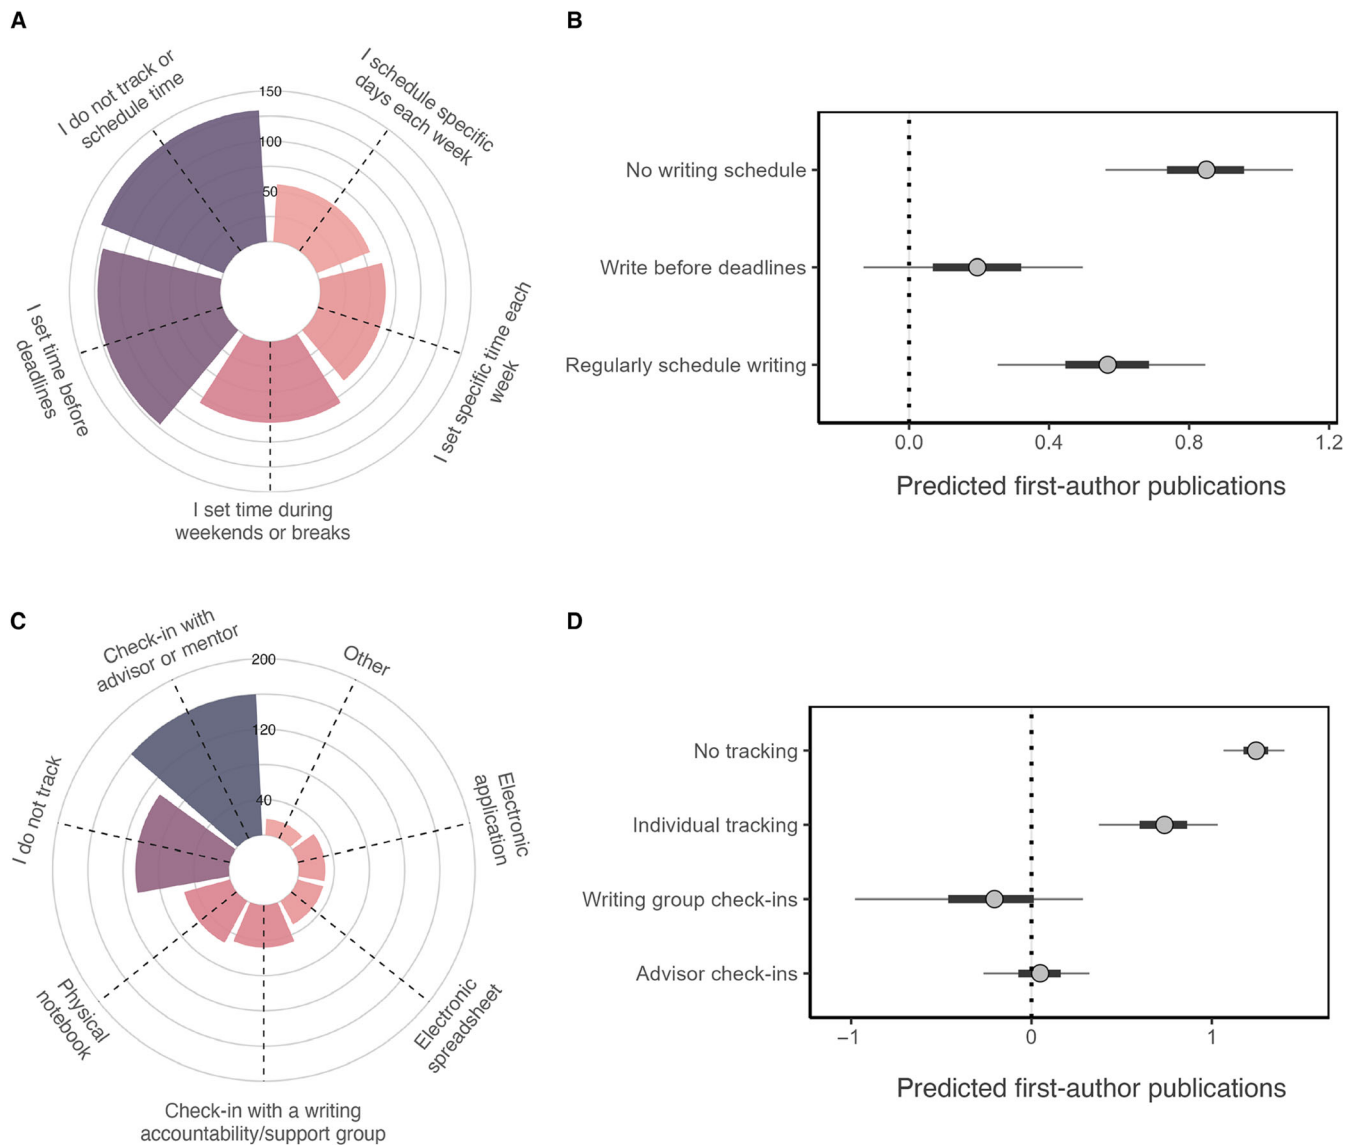 A
I do not track or
schedule time
I schedule specific
days each week
150
100
50
I set time before
deadlines
I set specific time each
week
I set time during
weekends or breaks
B
No writing schedule
Write before deadlines
Regularly schedule writing
0.0
0.4
0.8
1.2
Predicted first-author publications
C
Check-in with
advisor or mentor
Other
200
120
40
I do not track
Electronic
application
Physical
notebook
Electronic
spreadsheet
Check-in with a writing
accountability/support group
D
No tracking
Individual tracking
Writing group check-ins
Advisor check-ins
−1
0
1
Predicted first-author publications